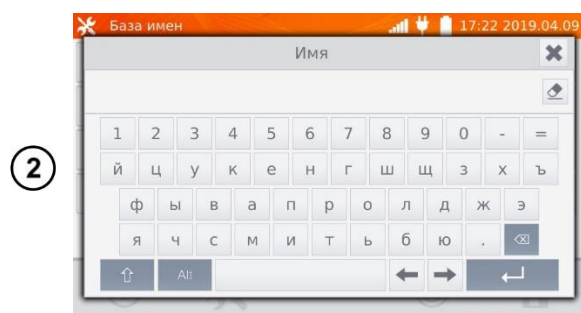 База имен 17:22 2019.04.09
Имя
2
1 2 3 4 5 6 7 8 9 0 - =
й ц у к е н г ш щ з х ъ
ф ы в а п р о л д ж э
я ч с м и т ь б ю .
Alt